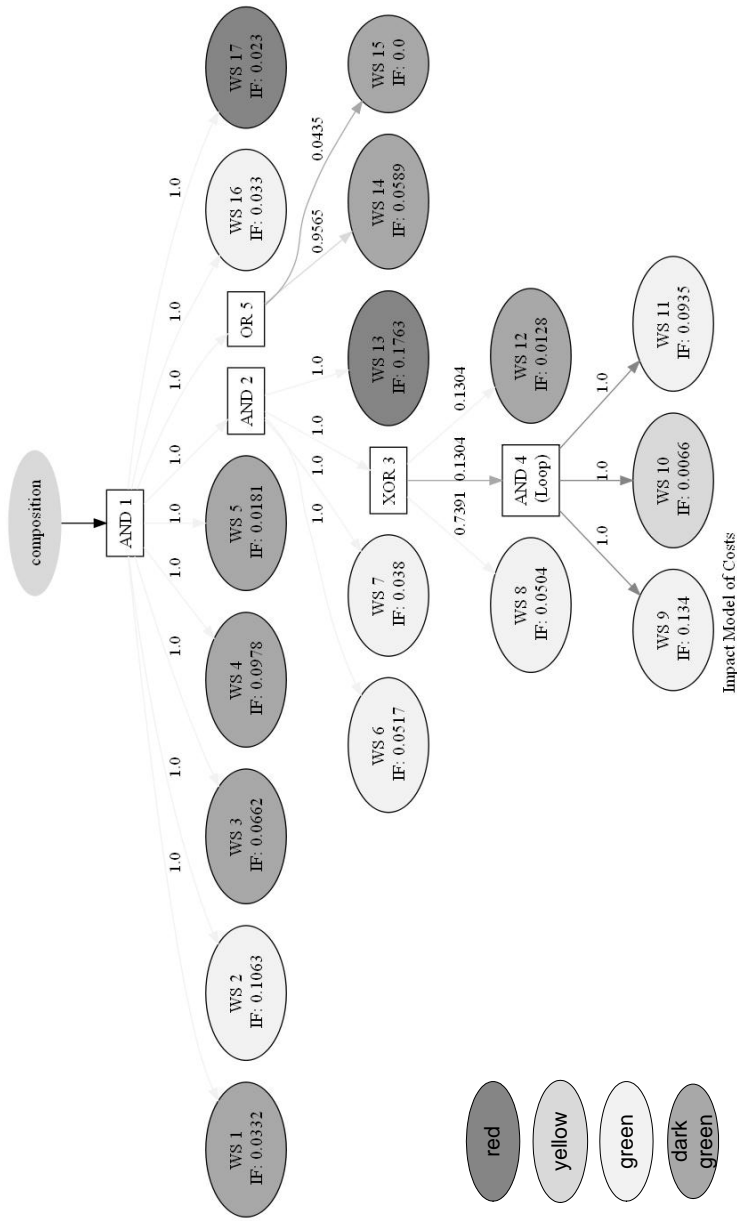 composition
AND 1
1.0
1.0
1.0
1.0
1.0
1.0
1.0
1.0
1.0
WS 1
IF: 0.0332
WS 2
IF: 0.1063
WS 3
IF: 0.0662
WS 4
IF: 0.0978
WS 5
IF: 0.0181
AND 2
OR 5
WS 16
IF: 0.033
WS 17
IF: 0.023
1.0
1.0
1.0
1.0
0.9565
0.0435
WS 6
IF: 0.0517
WS 7
IF: 0.038
XOR 3
WS 13
IF: 0.1763
WS 14
IF: 0.0589
WS 15
IF: 0.0
0.7391
0.1304
0.1304
WS 8
IF: 0.0504
AND 4
(Loop)
WS 12
IF: 0.0128
1.0
1.0
1.0
WS 9
IF: 0.134
WS 10
IF: 0.0066
WS 11
IF: 0.0935
Impact Model of Costs
red
yellow
green
dark
green